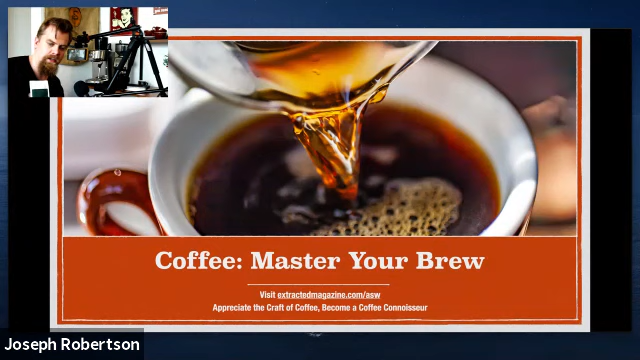 Coffee: Master Your Brew
Visit extractedmagazine.com/asw
Appreciate the Craft of Coffee, Become a Coffee Connoisseur
Joseph Robertson